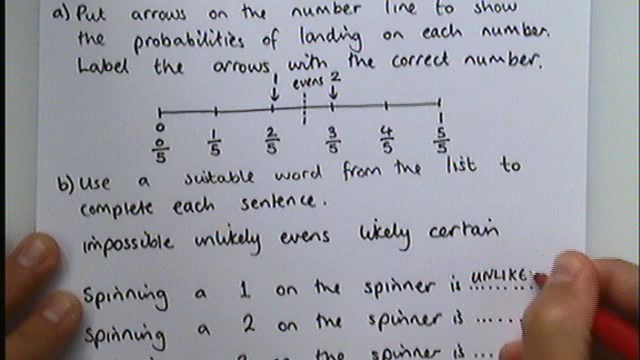 a) Put arrows on the number line to show
the probabilities of landing on each number.
Label the arrows with the correct number.
1 evens 2
0 1
0/5 1/5 2/5 3/5 4/5 5/5
b) Use a suitable word from the list to
complete each sentence.
impossible unlikely evens likely certain
Spinning a 1 on the spinner is UNLIKE.......
Spinning a 2 on the spinner is .....
on the spinner is